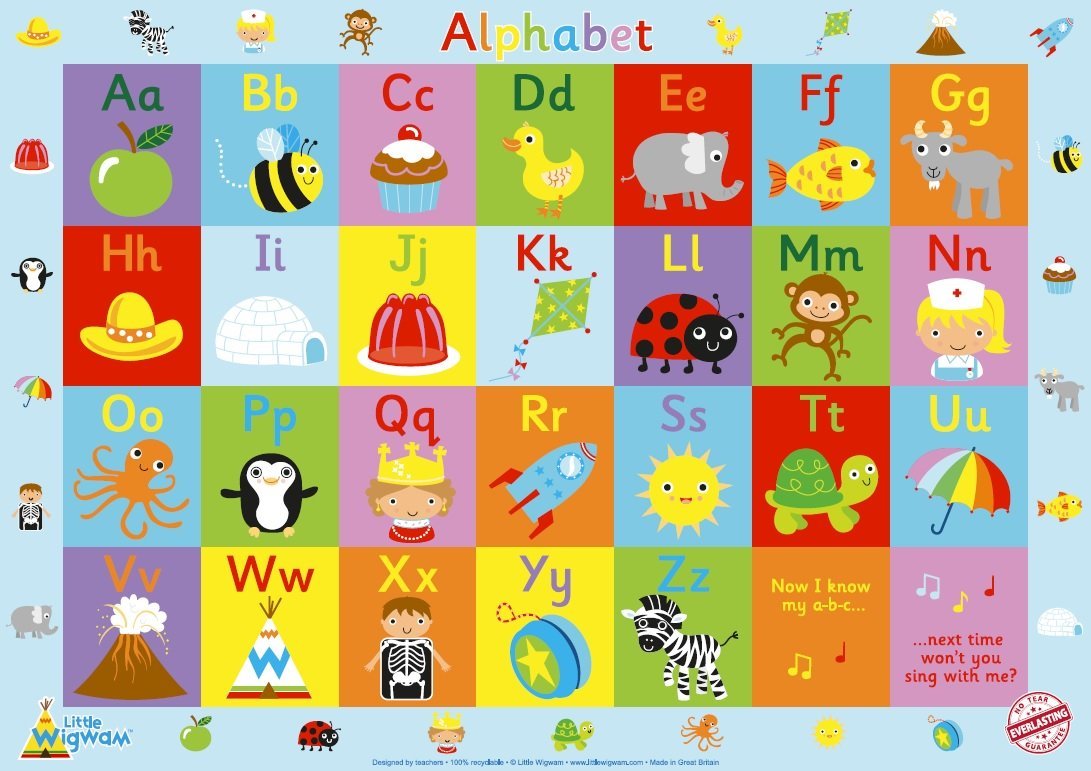 Alphabet
Aa Bb Cc Dd Ee Ff Gg
Hh Ii Jj Kk Ll Mm Nn
Oo Pp Qq Rr Ss Tt Uu
Vv Ww Xx Yy Zz
Now I know
my a-b-c...
...next time
won't you
sing with me?
Little
Wigwam™
NO TEAR
EVERLASTING
GUARANTEE
Designed by teachers • 100% recyclable • © Little Wigwam • www.littlewigwam.com • Made in Great Britain